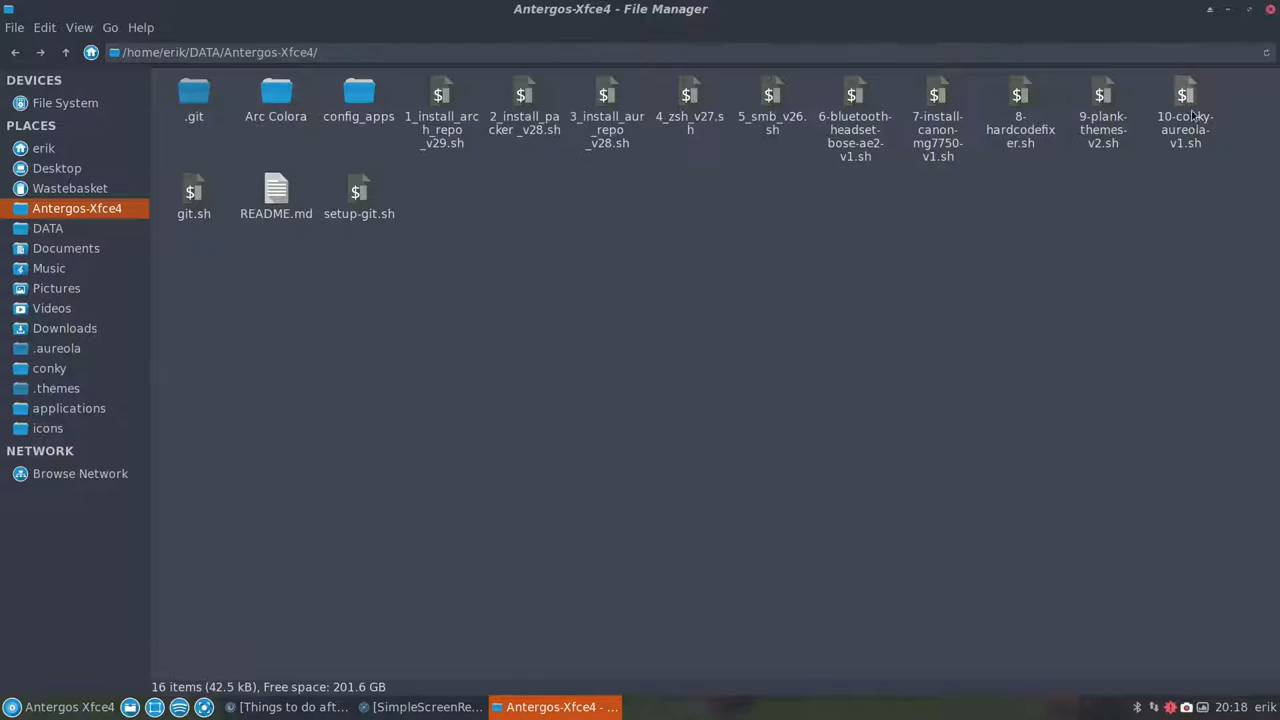 Antergos-Xfce4 - File Manager
File Edit View Go Help
/home/erik/DATA/Antergos-Xfce4/
DEVICES
File System
PLACES
erik
Desktop
Wastebasket
Antergos-Xfce4
DATA
Documents
Music
Pictures
Videos
Downloads
.aureola
conky
.themes
applications
icons
NETWORK
Browse Network
.git
Arc Colora
config_apps
1_install_arc
h_repo
_v29.sh
2_install_pa
cker _v28.sh
3_install_aur
_repo
_v28.sh
4_zsh_v27.s
h
5_smb_v26.
sh
6-bluetooth-
headset-
bose-ae2-
v1.sh
7-install-
canon-
mg7750-
v1.sh
8-
hardcodefix
er.sh
9-plank-
themes-
v2.sh
10-conky-
aureola-
v1.sh
git.sh
README.md
setup-git.sh
16 items (42.5 kB), Free space: 201.6 GB
Antergos Xfce4 [Things to do aft... [SimpleScreenRe... Antergos-Xfce4 - ... 20:18 erik